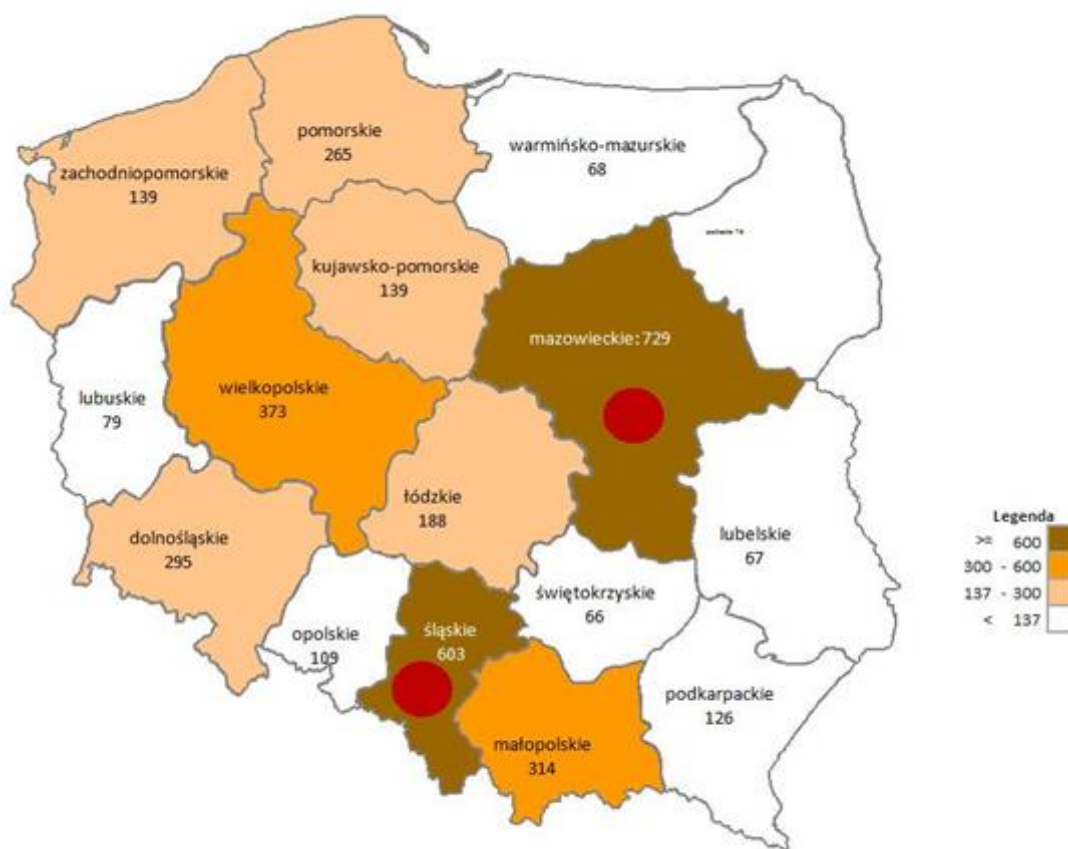 pomorskie
265
warmińsko-mazurskie
68
zachodniopomorskie
139
kujawsko-pomorskie
139
mazowieckie: 729
wielkopolskie
373
lubuskie
79
łódzkie
188
dolnośląskie
295
lubelskie
67
świętokrzyskie
66
opolskie
109
śląskie
603
podkarpackie
126
małopolskie
314
Legenda
>= 600
300 - 600
137 - 300
< 137